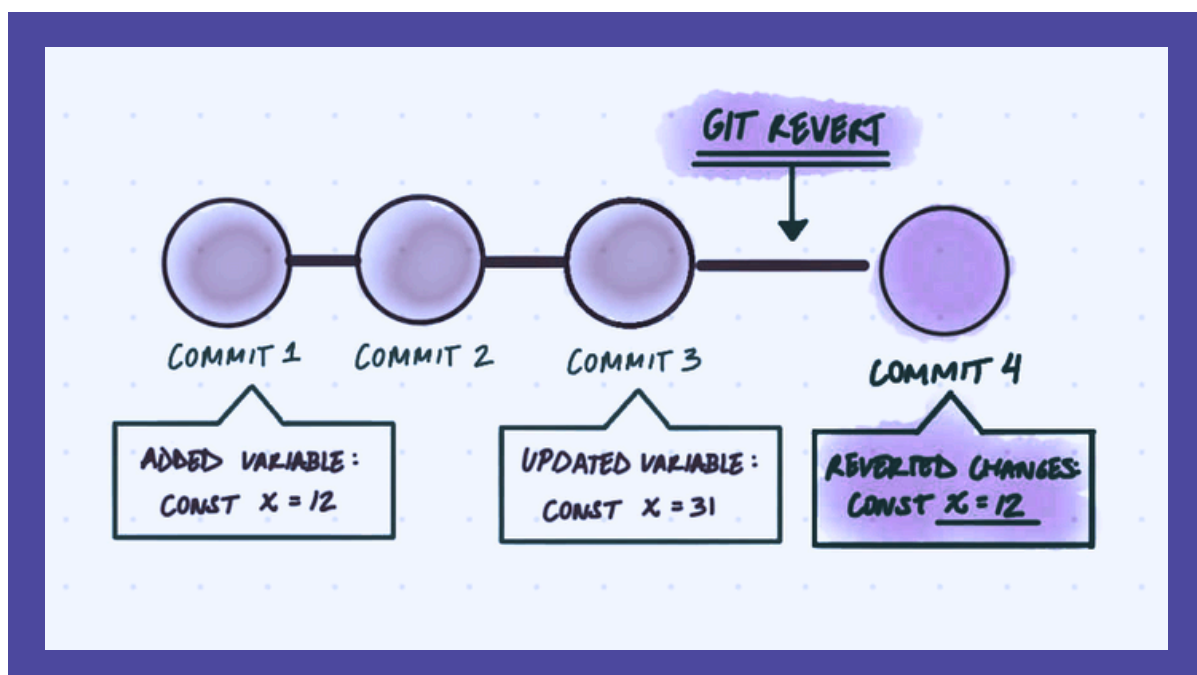 GIT REVERT
COMMIT 1
COMMIT 2
COMMIT 3
COMMIT 4
ADDED VARIABLE:
CONST X = 12
UPDATED VARIABLE:
CONST X = 31
REVERTED CHANGES:
CONST X = 12